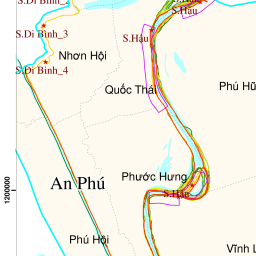 S.Di Binh_2
S.Hậu
S.Hậu
Nhơn Hội
S.Di Binh_4
Quốc Thái
Phú Hữ
Phước Hưng
An Phú
S.Hậu
1200000
Phú Hội
Vĩnh L